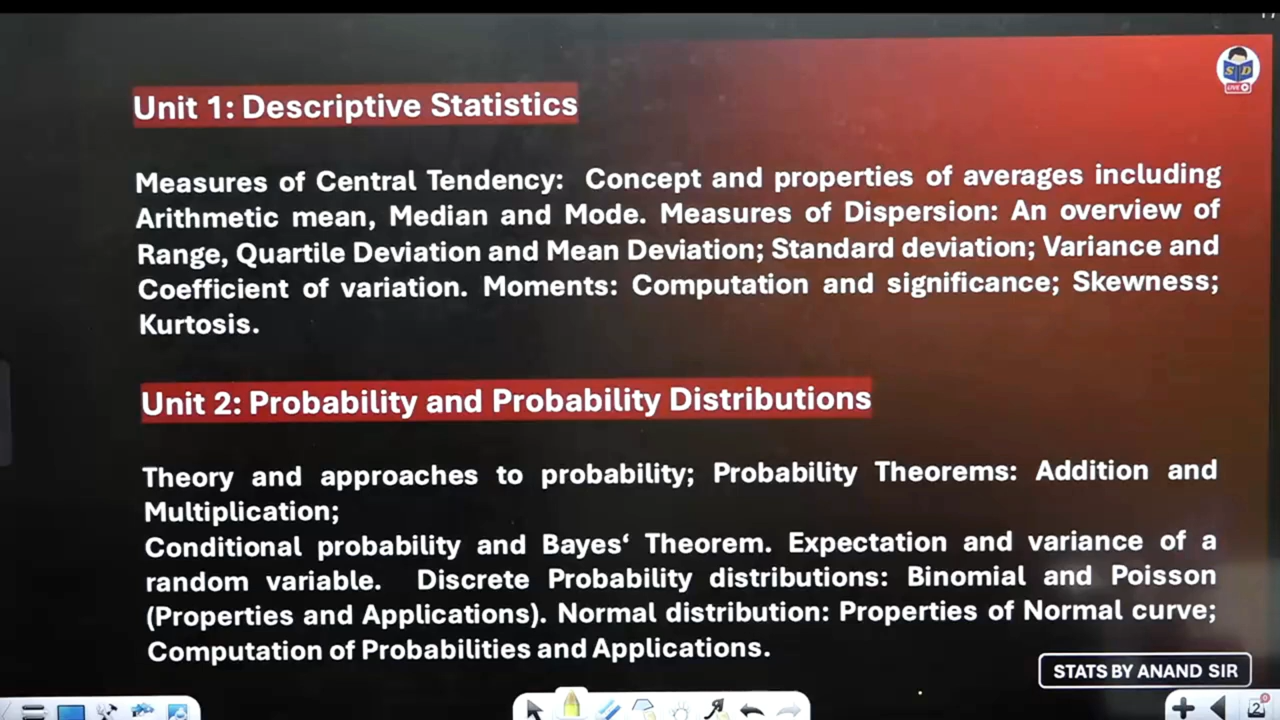 Unit 1: Descriptive Statistics
Measures of Central Tendency: Concept and properties of averages including
Arithmetic mean, Median and Mode. Measures of Dispersion: An overview of
Range, Quartile Deviation and Mean Deviation; Standard deviation; Variance and
Coefficient of variation. Moments: Computation and significance; Skewness;
Kurtosis.
Unit 2: Probability and Probability Distributions
Theory and approaches to probability; Probability Theorems: Addition and
Multiplication;
Conditional probability and Bayes‘ Theorem. Expectation and variance of a
random variable. Discrete Probability distributions: Binomial and Poisson
(Properties and Applications). Normal distribution: Properties of Normal curve;
Computation of Probabilities and Applications.
STATS BY ANAND SIR
S D
LIVE
2